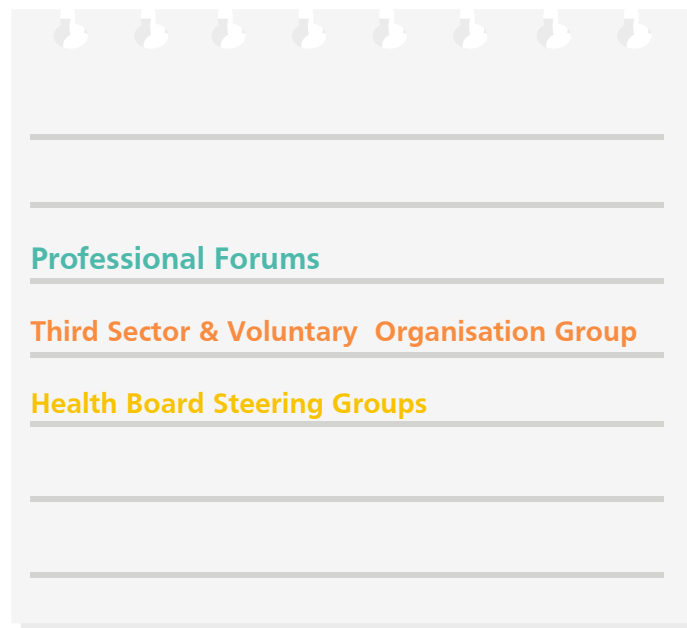 Professional Forums
Third Sector & Voluntary  Organisation Group
Health Board Steering Groups